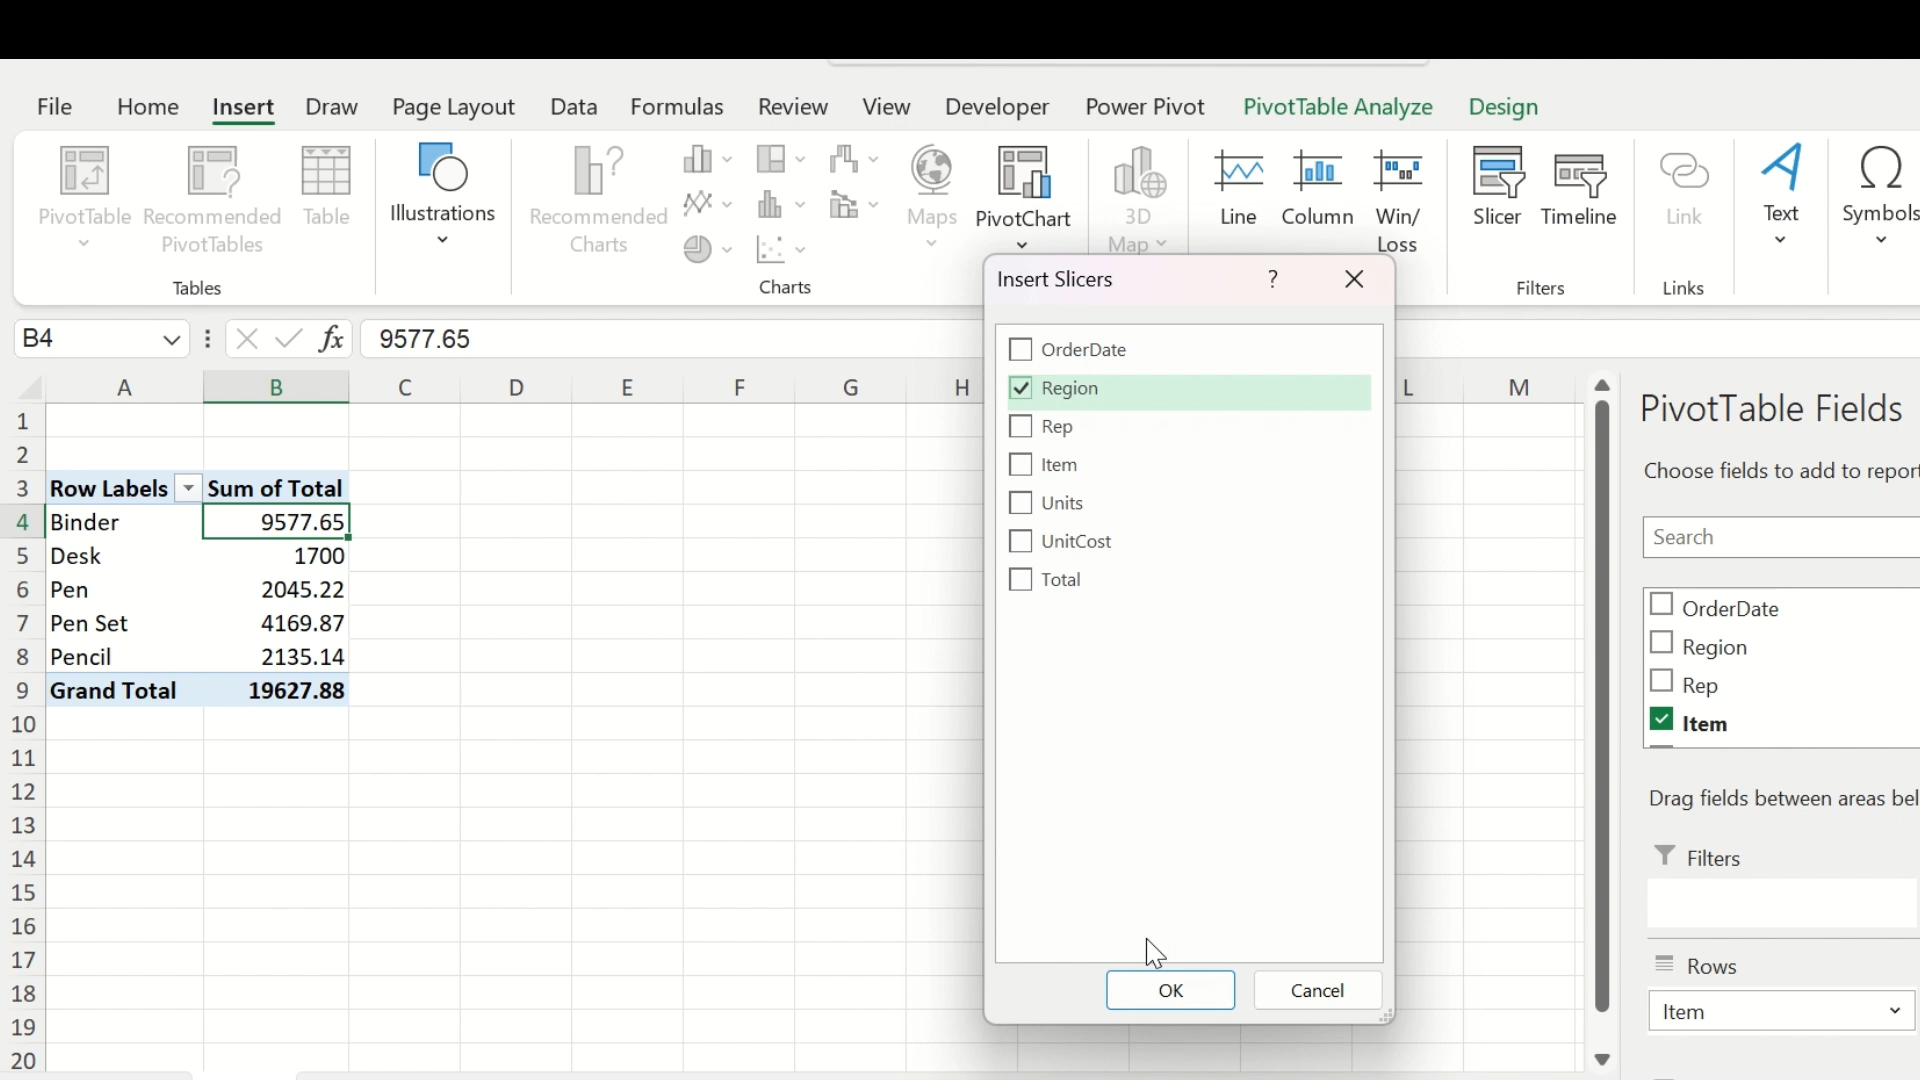 File Home Insert Draw Page Layout Data Formulas Review View Developer Power Pivot PivotTable Analyze Design
PivotTable
Recommended
PivotTables
Table
Tables
Illustrations
Recommended
Charts
Maps
PivotChart
Charts
3D
Map
Line
Column
Win/
Loss
Slicer
Timeline
Filters
Link
Links
Text
Symbols
B4 fx 9577.65
A B C D E F G H L M
1
2
3 Row Labels Sum of Total
4 Binder 9577.65
5 Desk 1700
6 Pen 2045.22
7 Pen Set 4169.87
8 Pencil 2135.14
9 Grand Total 19627.88
10
11
12
13
14
15
16
17
18
19
20
Insert Slicers ?
OrderDate
Region
Rep
Item
Units
UnitCost
Total
OK Cancel
PivotTable Fields
Choose fields to add to report
Search
OrderDate
Region
Rep
Item
Drag fields between areas bel
Filters
Rows
Item